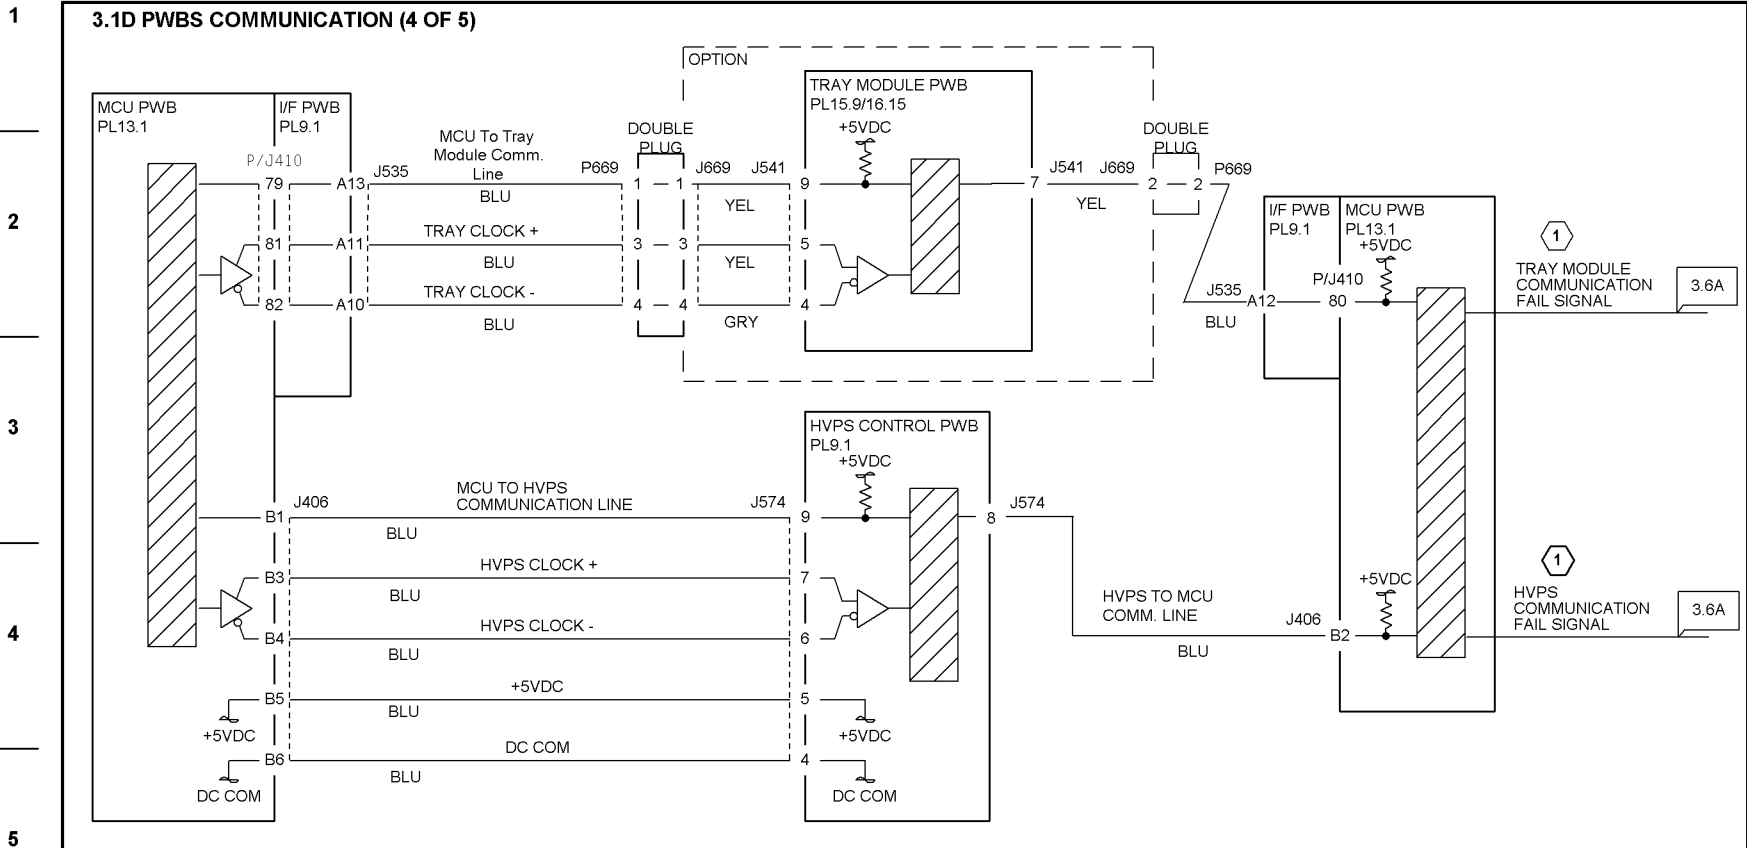 1
3.1D PWBS COMMUNICATION (4 OF 5)
OPTION
MCU PWB
PL13.1
I/F PWB
PL9.1
TRAY MODULE PWB
PL15.9/16.15
+5VDC
MCU To Tray
Module Comm.
Line
DOUBLE
PLUG
DOUBLE
PLUG
P/J410
79 A13 J535 BLU P669 1 1 J669 J541 9 7 J541 J669 2 2 P669
YEL
YEL
2
81 A11 TRAY CLOCK + 3 3 5
BLU
YEL
82 A10 TRAY CLOCK - 4 4 4
BLU
GRY
I/F PWB
PL9.1
MCU PWB
PL13.1
+5VDC
P/J410
J535 A12 80
BLU
1
TRAY MODULE
COMMUNICATION
FAIL SIGNAL
3.6A
3
HVPS CONTROL PWB
PL9.1
+5VDC
MCU TO HVPS
COMMUNICATION LINE
B1 J406 J574 9 8 J574
BLU
B3 HVPS CLOCK + 7
BLU
4
B4 HVPS CLOCK - 6
BLU
HVPS TO MCU
COMM. LINE
BLU
J406 B2
+5VDC
1
HVPS
COMMUNICATION
FAIL SIGNAL
3.6A
B5 +5VDC 5
BLU
+5VDC
+5VDC
B6 DC COM 4
BLU
DC COM
DC COM
5